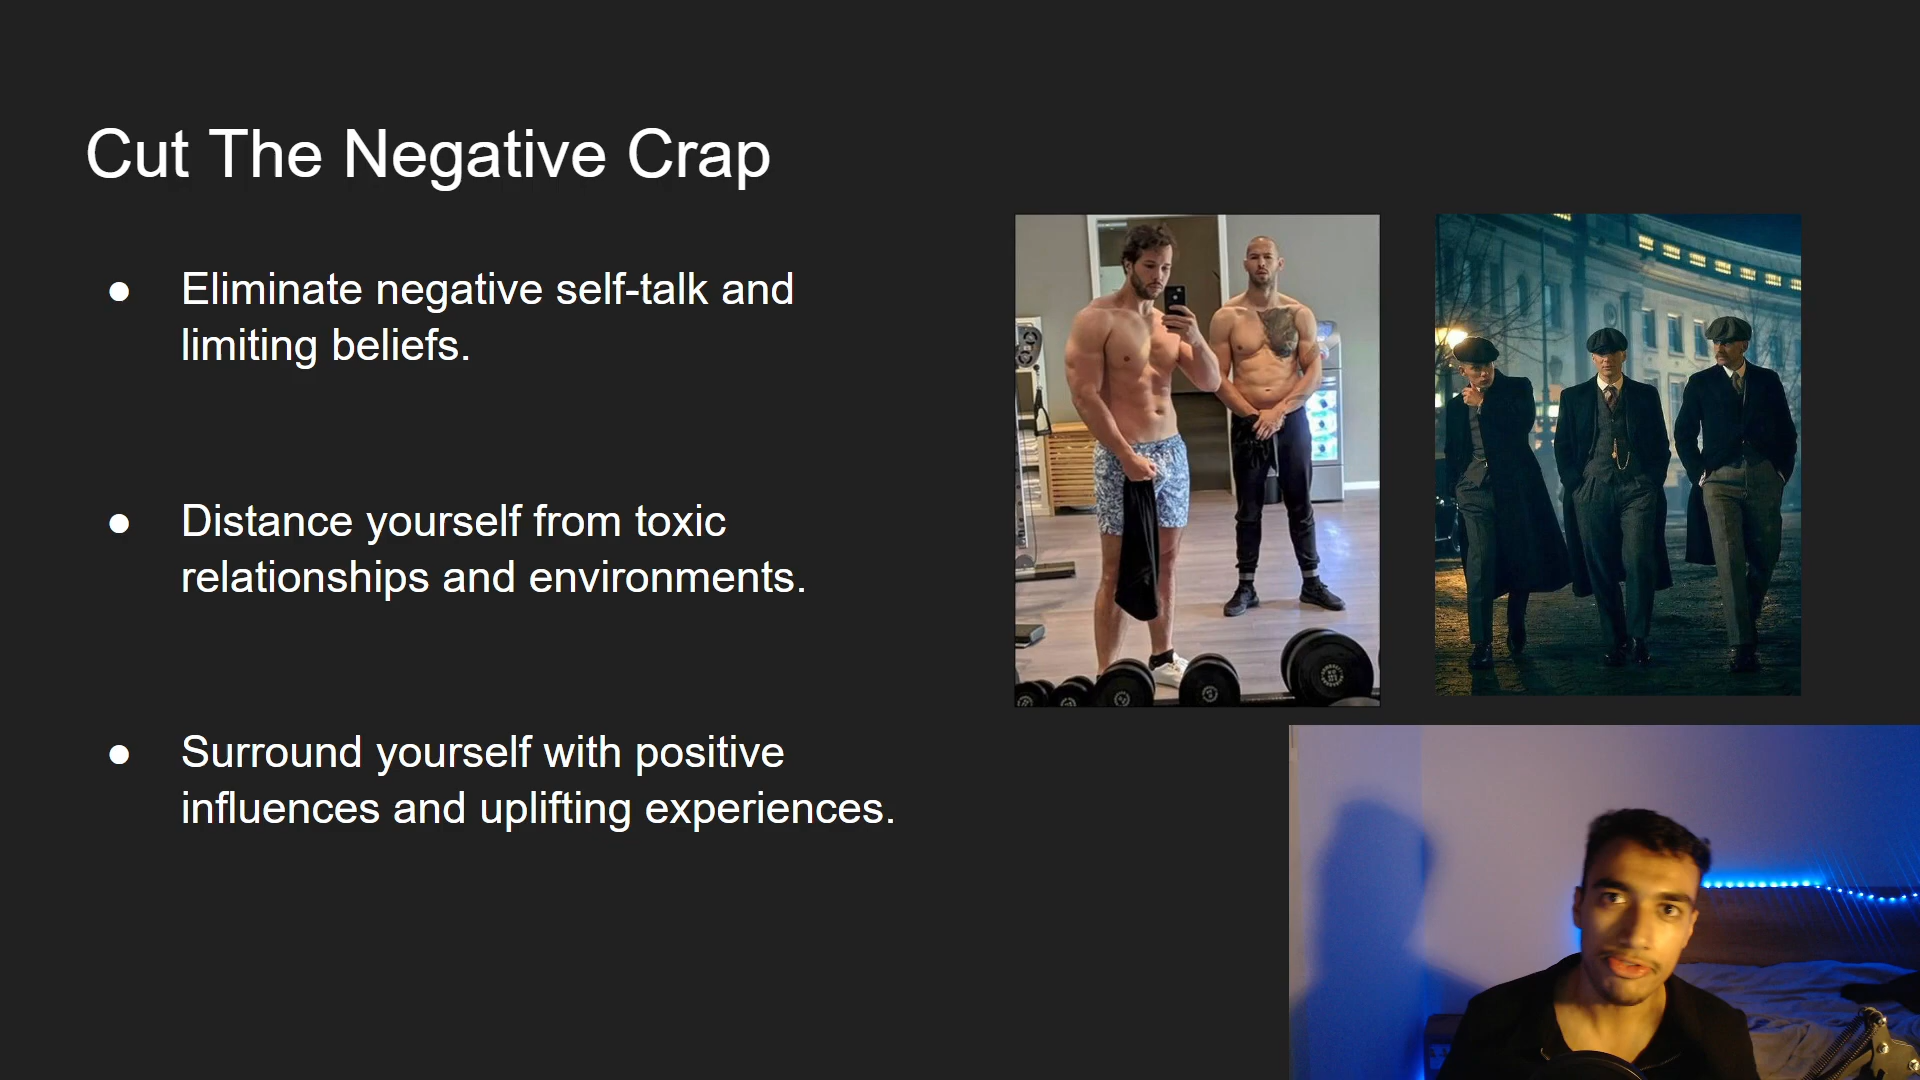 Cut The Negative Crap
● Eliminate negative self-talk and
limiting beliefs.
● Distance yourself from toxic
relationships and environments.
● Surround yourself with positive
influences and uplifting experiences.